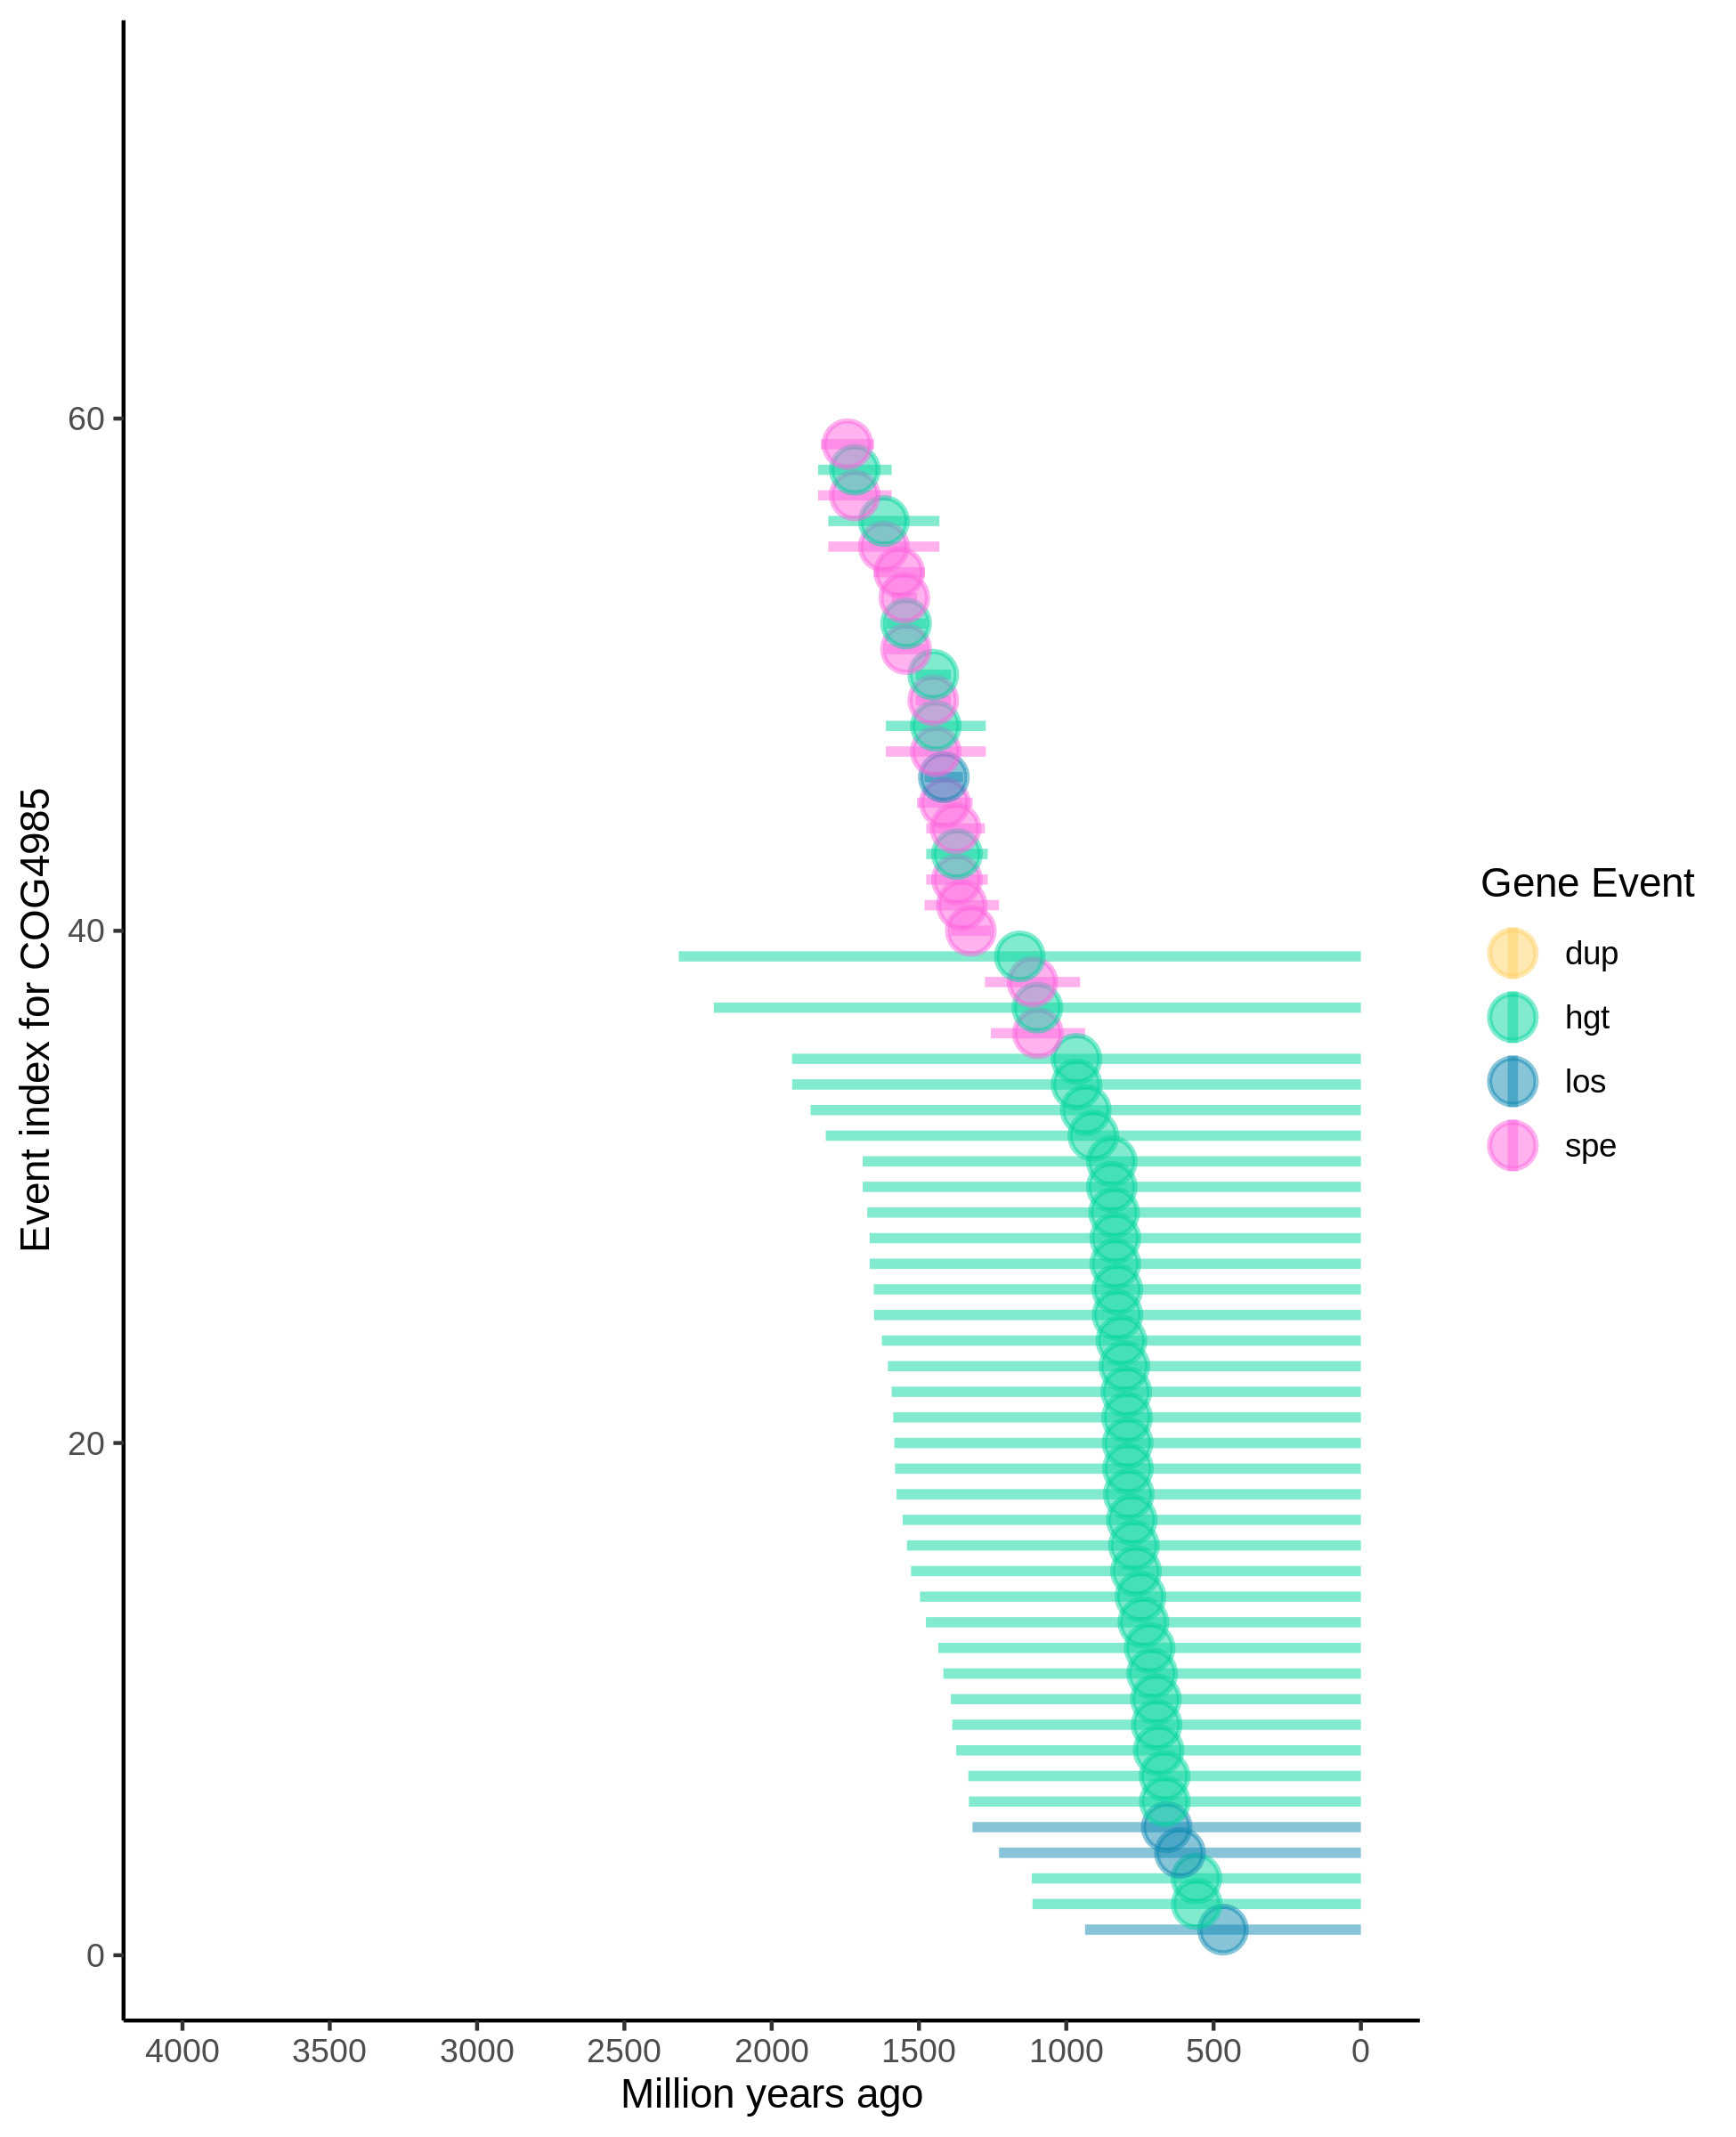 60
40
20
0
Event index for COG4985
4000 3500 3000 2500 2000 1500 1000 500 0
Million years ago
Gene Event
dup
hgt
los
spe